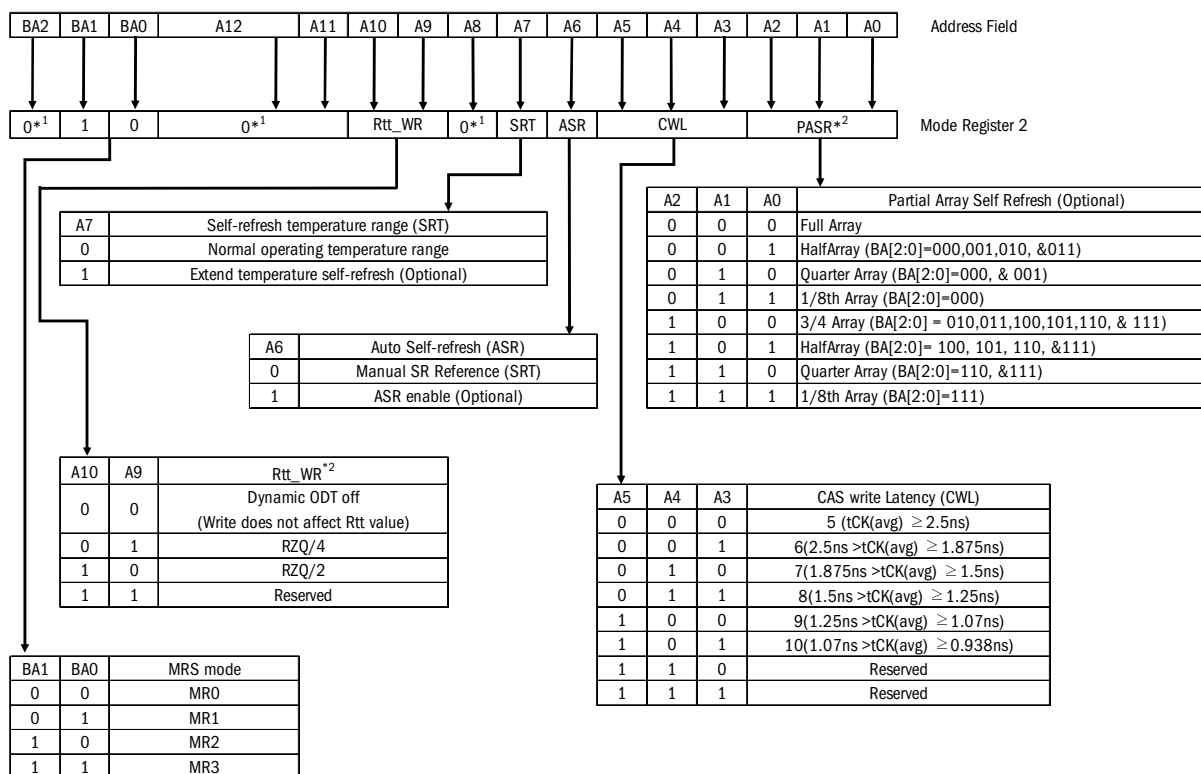 BA2 BA1 BA0 A12 A11 A10 A9 A8 A7 A6 A5 A4 A3 A2 A1 A0 Address Field
0*1 1 0 0*1 Rtt_WR 0*1 SRT ASR CWL PASR*2 Mode Register 2
A7 Self-refresh temperature range (SRT)
0 Normal operating temperature range
1 Extend temperature self-refresh (Optional)
A2 A1 A0 Partial Array Self Refresh (Optional)
0 0 0 Full Array
0 0 1 HalfArray (BA[2:0]=000,001,010, &011)
0 1 0 Quarter Array (BA[2:0]=000, & 001)
0 1 1 1/8th Array (BA[2:0]=000)
1 0 0 3/4 Array (BA[2:0] = 010,011,100,101,110, & 111)
1 0 1 HalfArray (BA[2:0]= 100, 101, 110, &111)
1 1 0 Quarter Array (BA[2:0]=110, &111)
1 1 1 1/8th Array (BA[2:0]=111)
A6 Auto Self-refresh (ASR)
0 Manual SR Reference (SRT)
1 ASR enable (Optional)
A10 A9 Rtt_WR*2
0 0 Dynamic ODT off
(Write does not affect Rtt value)
0 1 RZQ/4
1 0 RZQ/2
1 1 Reserved
A5 A4 A3 CAS write Latency (CWL)
0 0 0 5 (tCK(avg) ≥2.5ns)
0 0 1 6(2.5ns >tCK(avg) ≥1.875ns)
0 1 0 7(1.875ns >tCK(avg) ≥1.5ns)
0 1 1 8(1.5ns >tCK(avg) ≥1.25ns)
1 0 0 9(1.25ns >tCK(avg) ≥1.07ns)
1 0 1 10(1.07ns >tCK(avg) ≥0.938ns)
1 1 0 Reserved
1 1 1 Reserved
BA1 BA0 MRS mode
0 0 MR0
0 1 MR1
1 0 MR2
1 1 MR3